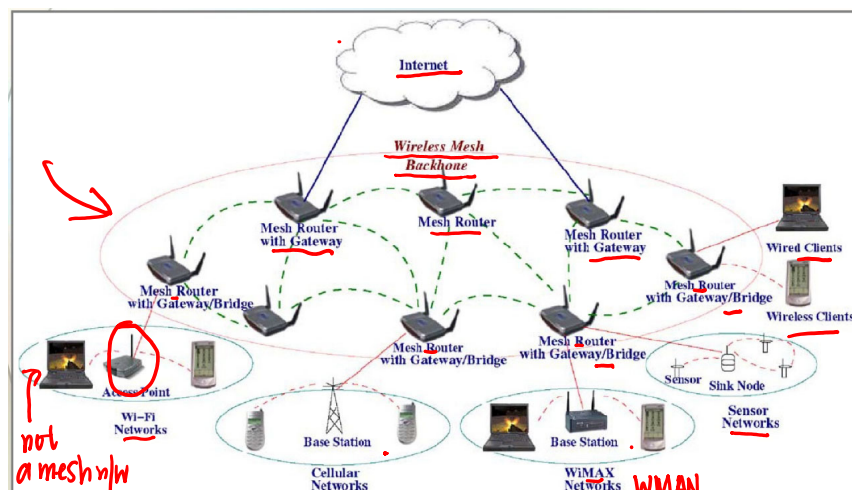 Internet
Wireless Mesh
Backbone
Mesh Router
with Gateway
Mesh Router
Mesh Router
with Gateway
Wired Clients
Mesh Router
with Gateway/Bridge
Mesh Router
with Gateway/Bridge
Wireless Clients
Mesh Router
with Gateway/Bridge
Mesh Router
with Gateway/Bridge
Access Point
Wi-Fi
Networks
Base Station
Cellular
Networks
Base Station
WiMAX
Networks
Sensor
Sink Node
Sensor
Networks
not
a mesh n/w
WMAN